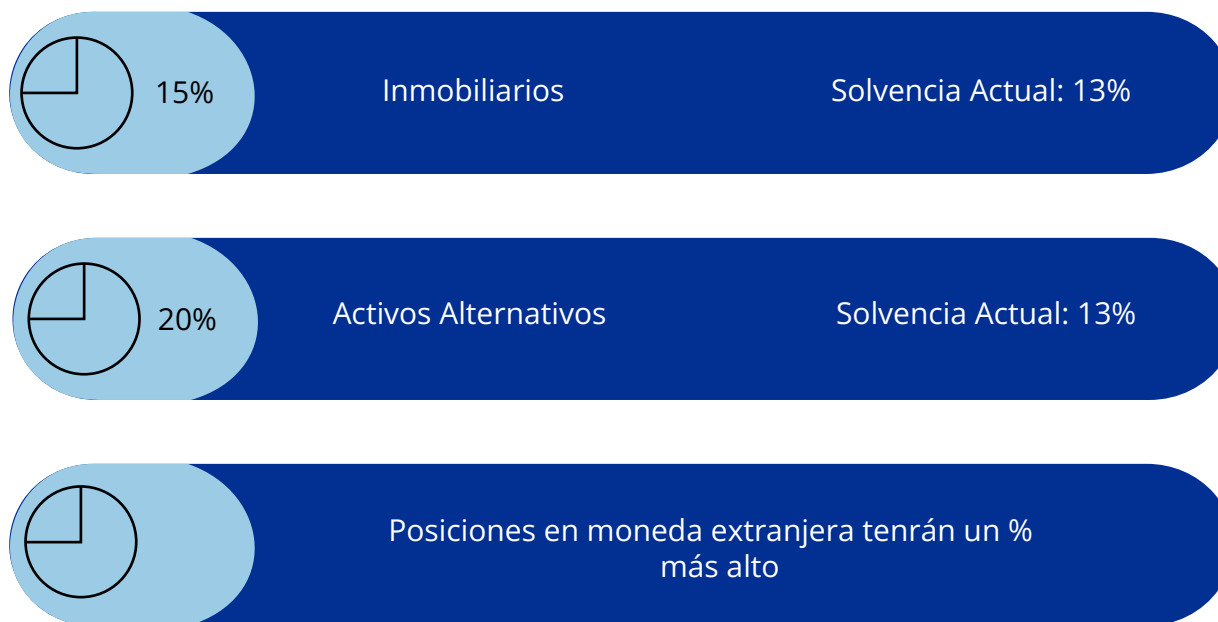 15% Inmobiliarios Solvencia Actual: 13%
20% Activos Alternativos Solvencia Actual: 13%
Posiciones en moneda extranjera tenrán un %
más alto